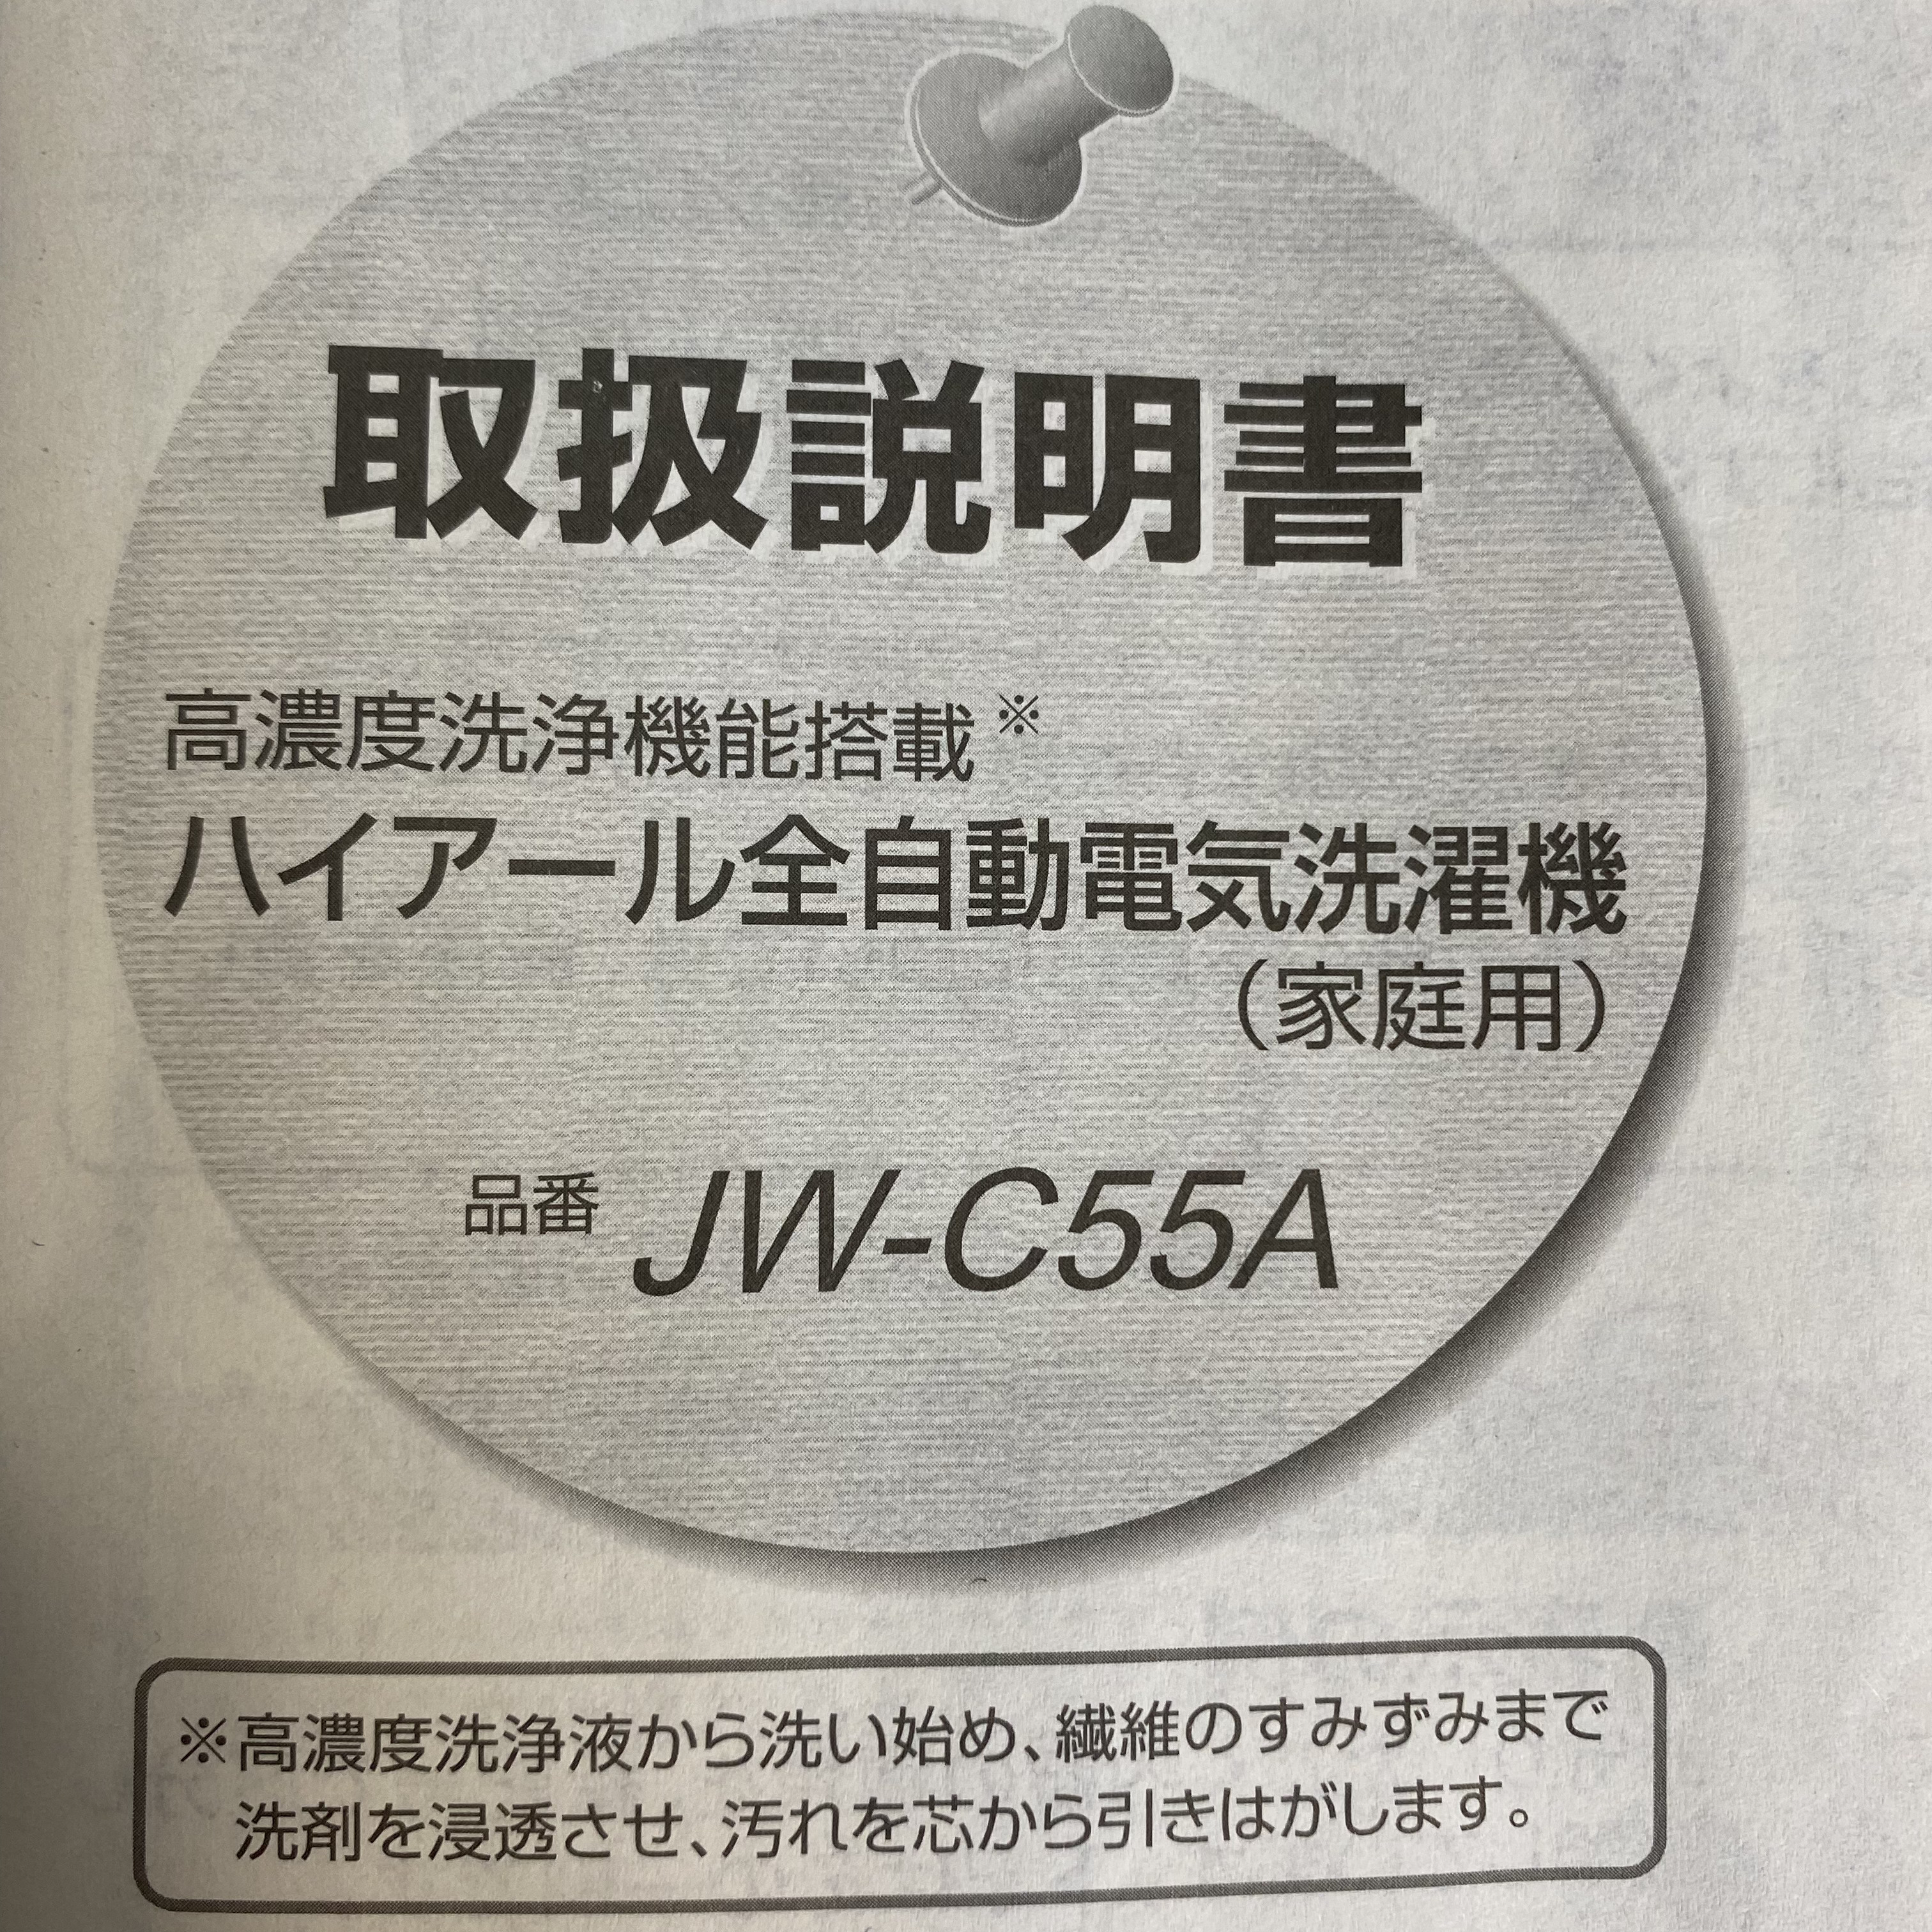 取扱説明書
高濃度洗浄機能搭載※
ハイアール全自動電気洗濯機
（家庭用）
品番 JW-C55A
※高濃度洗浄液から洗い始め、繊維のすみずみまで
洗剤を浸透させ、汚れを芯から引きはがします。